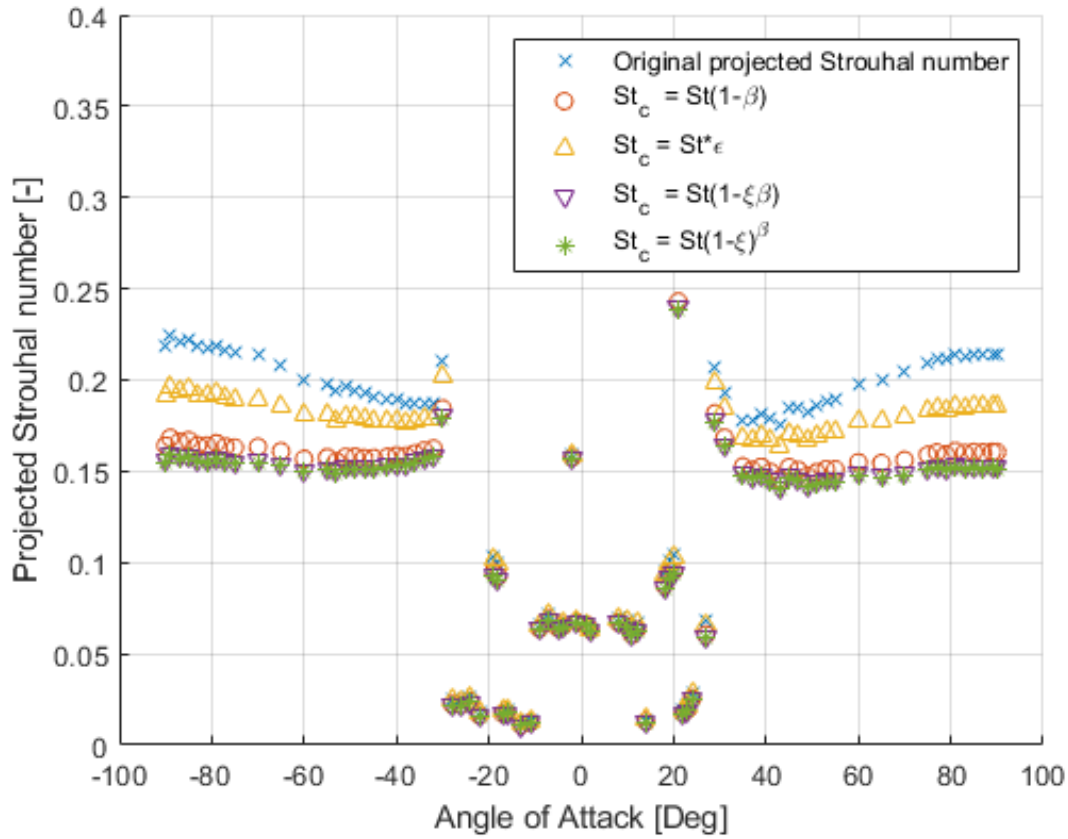 0.4
0.35
0.3
0.25
0.2
0.15
0.1
0.05
0
Projected Strouhal number [-]
Original projected Strouhal number
St_c = St(1-β)
St_c = St*ϵ
St_c = St(1-ξβ)
St_c = St(1-ξ)^β
-100 -80 -60 -40 -20 0 20 40 60 80 100
Angle of Attack [Deg]